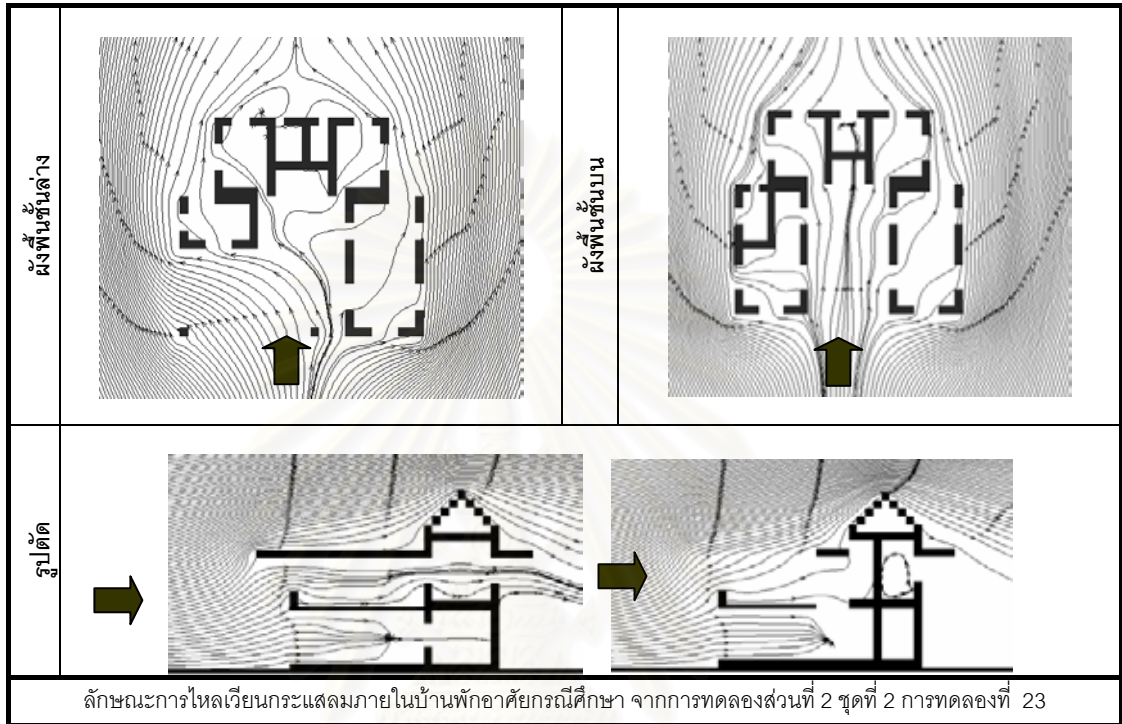 ผังพื้นชั้นล่าง
ผังพื้นชั้นบน
รูปตัด
ลักษณะการไหลเวียนกระแสลมภายในบ้านพักอาศัยกรณีศึกษา จากการทดลองส่วนที่ 2 ชุดที่ 2 การทดลองที่ 23